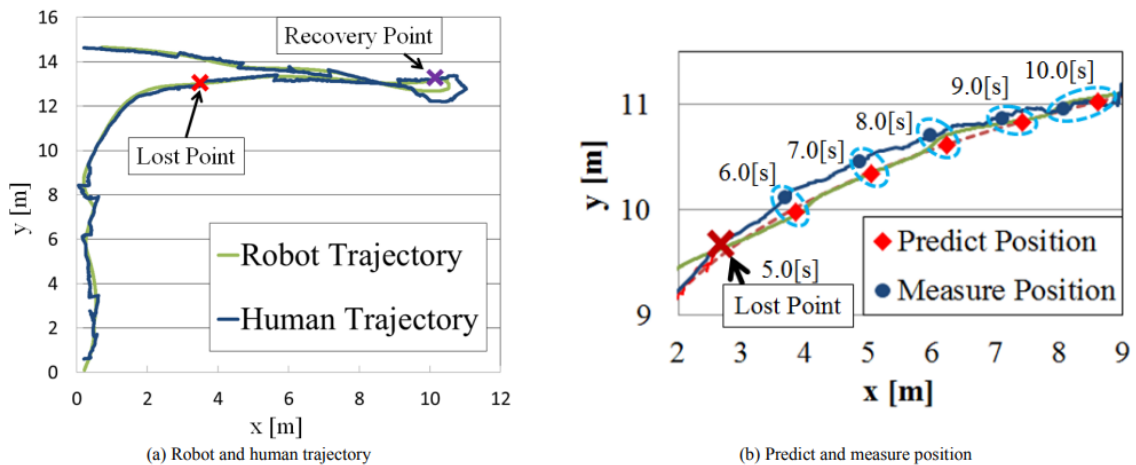 16
14
12
10
8
6
4
2
0
y [m]
Recovery Point
Lost Point
Robot Trajectory
Human Trajectory
0 2 4 6 8 10 12
x [m]
(a) Robot and human trajectory
11
10
9
y [m]
10.0[s]
9.0[s]
8.0[s]
7.0[s]
6.0[s]
5.0[s]
Lost Point
Predict Position
Measure Position
2 3 4 5 6 7 8 9
x [m]
(b) Predict and measure position